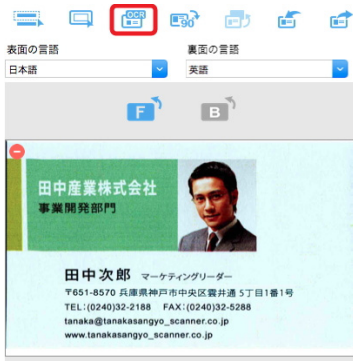 OCR
90°
表面の言語
裏面の言語
日本語
英語
F
B
田中産業株式会社
事業開発部門
田中次郎 マーケティングリーダー
〒651-8570 兵庫県神戸市中央区雲井通 5丁目1番1号
TEL:(0240)32-2188 FAX:(0240)32-5288
tanaka@tanakasangyo_scanner.co.jp
www.tanakasangyo_scanner.co.jp